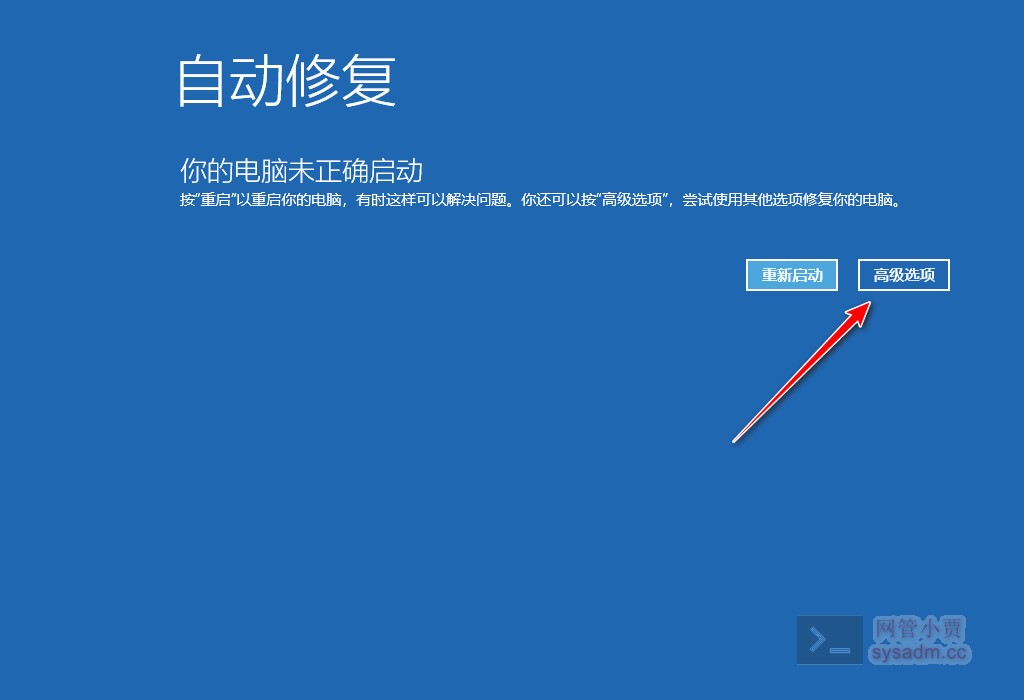 自动修复
你的电脑未正确启动
按"重启"以重启你的电脑，有时这样可以解决问题。你还可以按"高级选项"，尝试使用其他选项修复你的电脑。
重新启动 高级选项
网管小贾
sysadm.cc